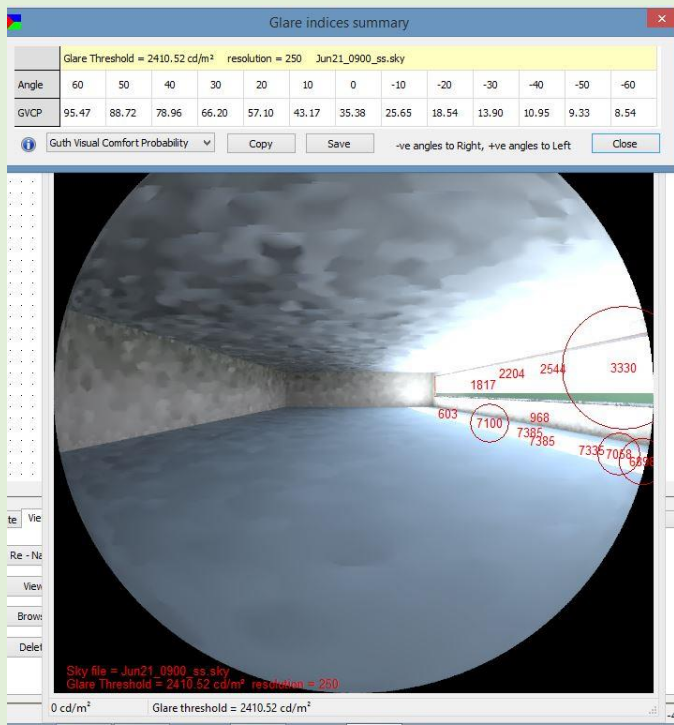 Glare indices summary
Glare Threshold = 2410.52 cd/m² resolution = 250 Jun21_0900_ss.sky
Angle 60 50 40 30 20 10 0 -10 -20 -30 -40 -50 -60
GVCP 95.47 88.72 78.96 66.20 57.10 43.17 35.38 25.65 18.54 13.90 10.95 9.33 8.54
Guth Visual Comfort Probability Copy Save -ve angles to Right, +ve angles to Left Close
3330
2544
2204
1817
603
968
7100
7385
7385
7335 7058
te Vie
Re - Na
View
Brows
Delet
Sky file = Jun21_0900_ss.sky
Glare Threshold = 2410.52 cd/m² resolution = 250
0 cd/m² Glare threshold = 2410.52 cd/m²